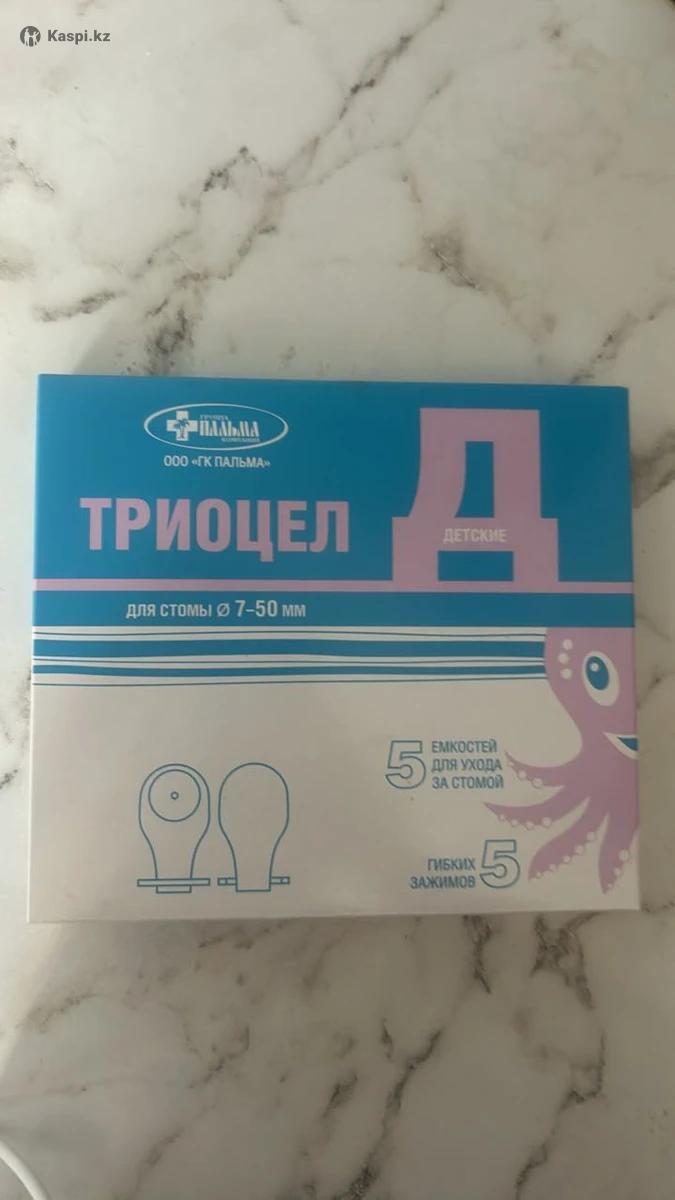 Kaspi.kz
ГРУППА
ПАЛЬМА
КОМПАНИЙ
ООО «ГК ПАЛЬМА»
ТРИОЦЕЛ
Д
ДЕТСКИЕ
ДЛЯ СТОМЫ Ø 7-50 ММ
5 ЕМКОСТЕЙ
ДЛЯ УХОДА
ЗА СТОМОЙ
ГИБКИХ 5
ЗАЖИМОВ